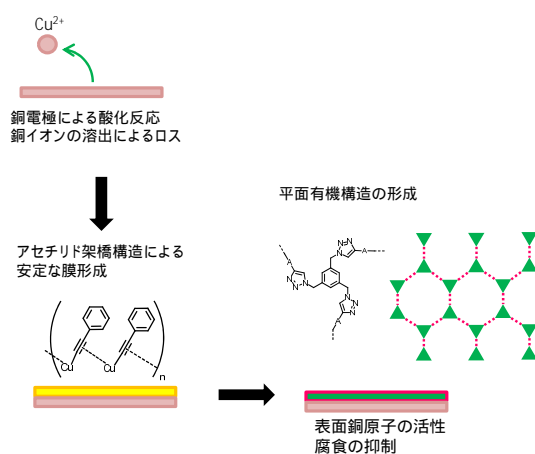 Cu2+
銅電極による酸化反応
銅イオンの溶出によるロス
平面有機構造の形成
アセチリド架橋構造による
安定な膜形成
N=N
N
A
A
N
N
N
N
N
N
A
Cu
Cu
n
表面銅原子の活性
腐食の抑制